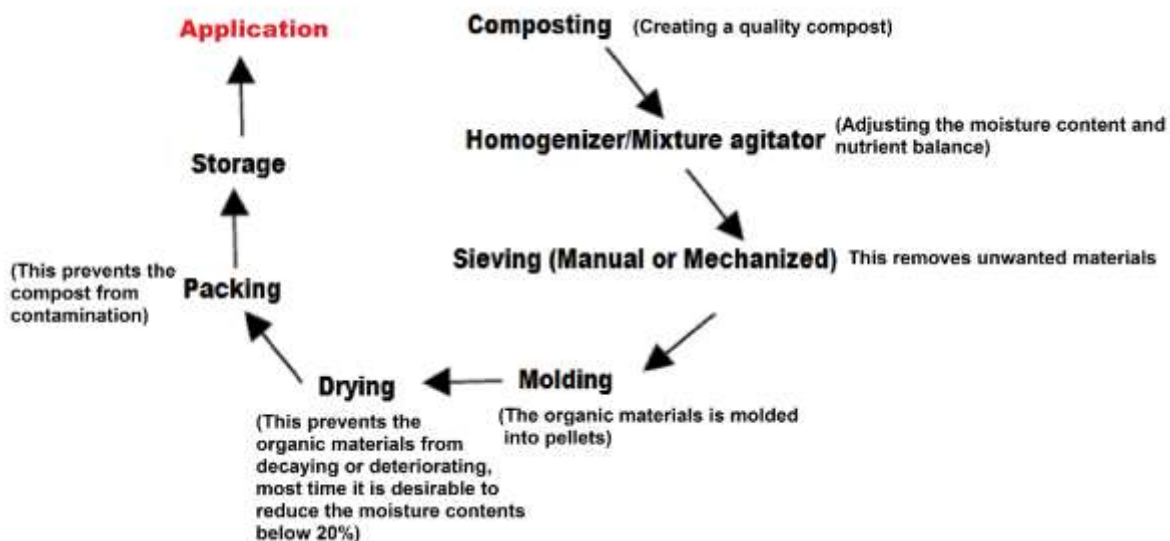 Composting (Creating a quality compost)
Homogenizer/Mixture agitator (Adjusting the moisture content and
nutrient balance)
Sieving (Manual or Mechanized) This removes unwanted materials
Molding
(The organic materials is molded
into pellets)
Drying
(This prevents the
organic materials from
decaying or deteriorating,
most time it is desirable to
reduce the moisture contents
below 20%)
Packing
(This prevents the
compost from
contamination)
Storage
Application